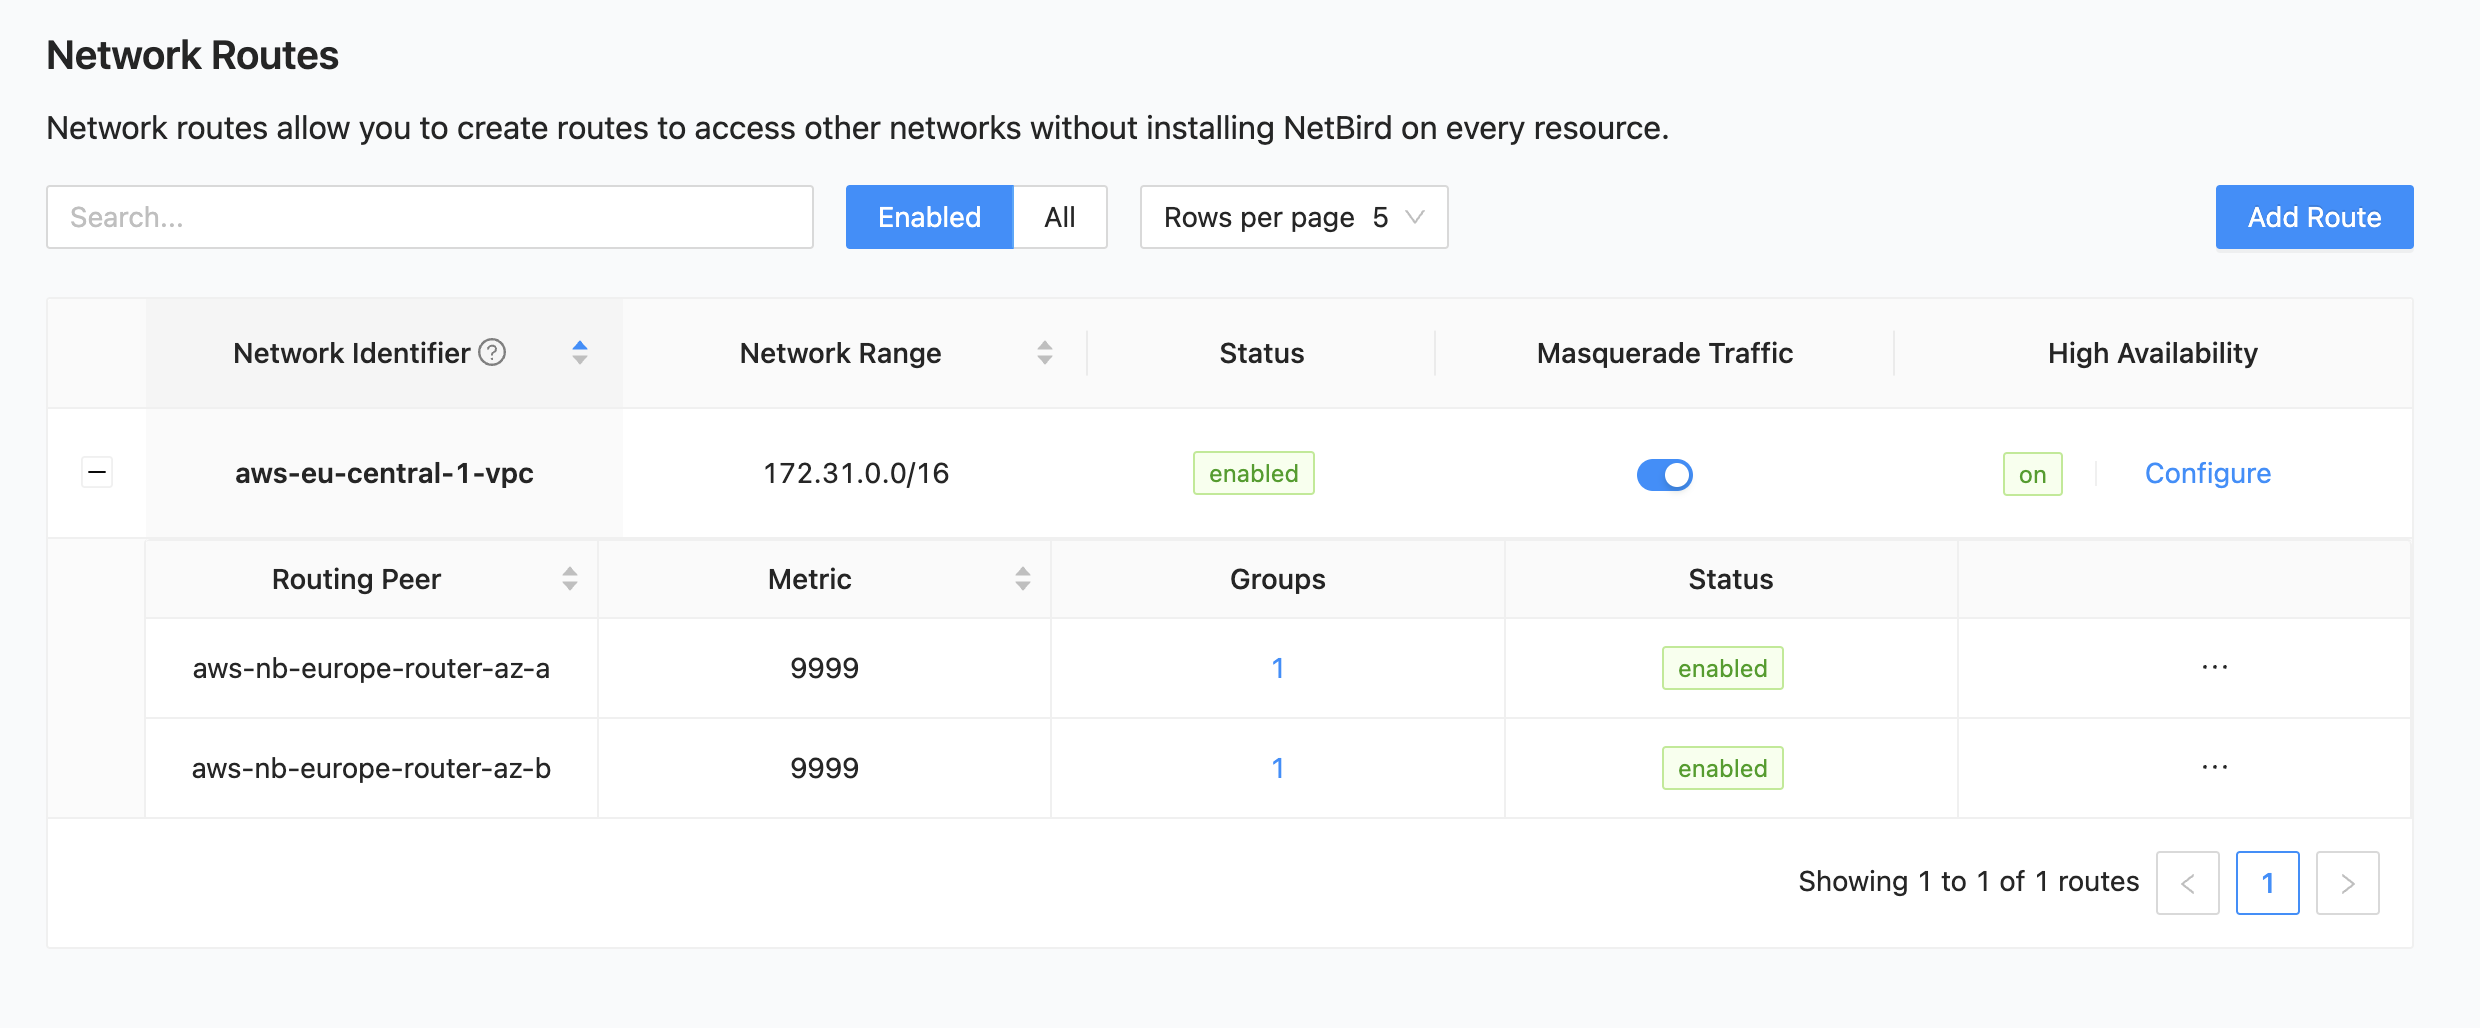 Network Routes
Network routes allow you to create routes to access other networks without installing NetBird on every resource.
Search... Enabled All Rows per page 5 Add Route
Network Identifier Network Range Status Masquerade Traffic High Availability
aws-eu-central-1-vpc 172.31.0.0/16 enabled on Configure
Routing Peer Metric Groups Status
aws-nb-europe-router-az-a 9999 1 enabled ...
aws-nb-europe-router-az-b 9999 1 enabled ...
Showing 1 to 1 of 1 routes < 1 >